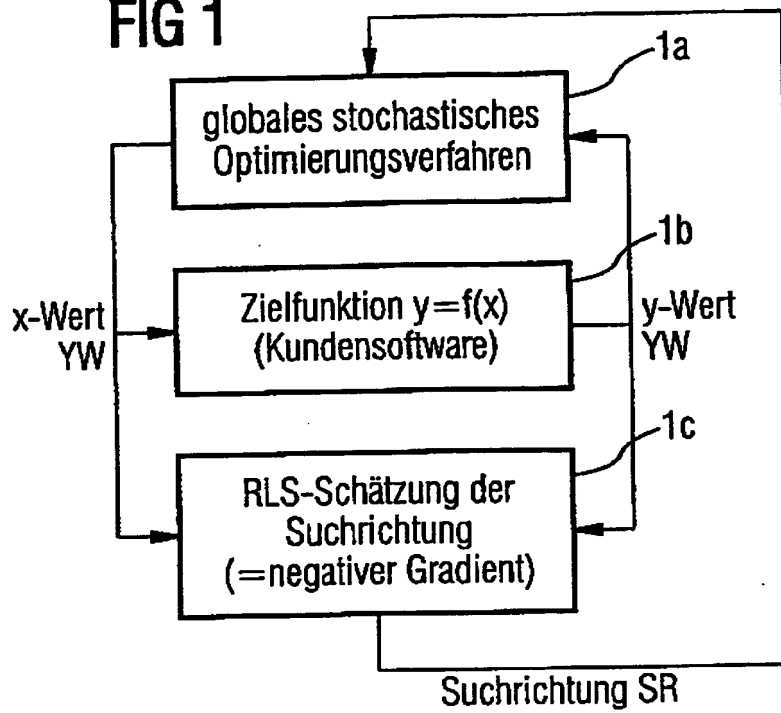 FIG 1
1a
globales stochastisches
Optimierungsverfahren
1b
Zielfunktion y=f(x)
(Kundensoftware)
x-Wert
YW
y-Wert
YW
1c
RLS-Schätzung der
Suchrichtung
(=negativer Gradient)
Suchrichtung SR